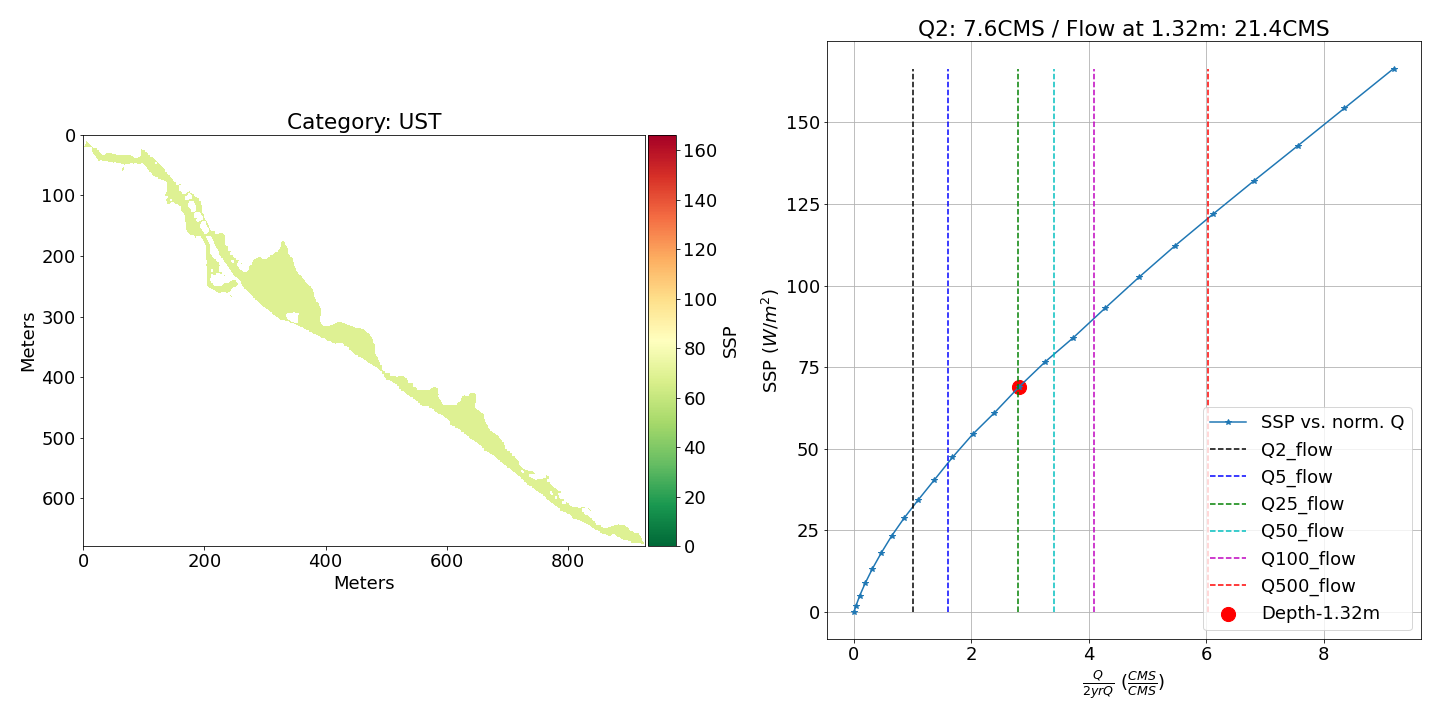 Category: UST
0
100
200
300
400
500
600
Meters
0
200
400
600
800
Meters
160
140
120
100
80
60
40
20
0
SSP
Q2: 7.6CMS / Flow at 1.32m: 21.4CMS
150
125
100
75
50
25
0
SSP (W/m²)
0
2
4
6
8
Q/2yrQ (CMS/CMS)
SSP vs. norm. Q
Q2_flow
Q5_flow
Q25_flow
Q50_flow
Q100_flow
Q500_flow
Depth-1.32m